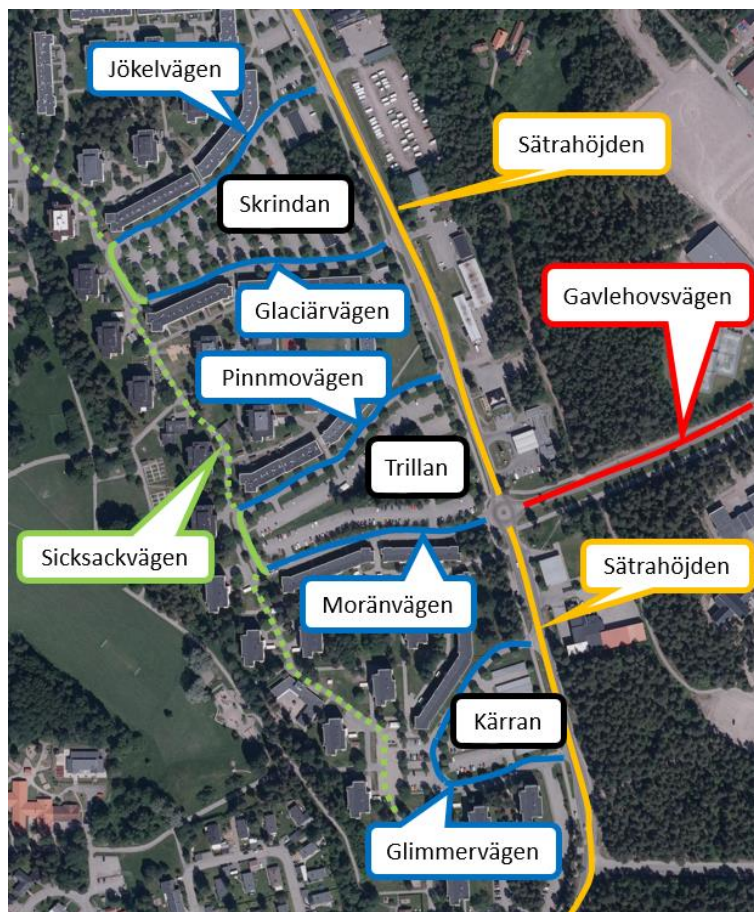 Jökelvägen
Sätrahöjden
Skrindan
Gavlehovsvägen
Glaciärvägen
Pinnmovägen
Trillan
Sicksackvägen
Sätrahöjden
Moränvägen
Kärran
Glimmervägen